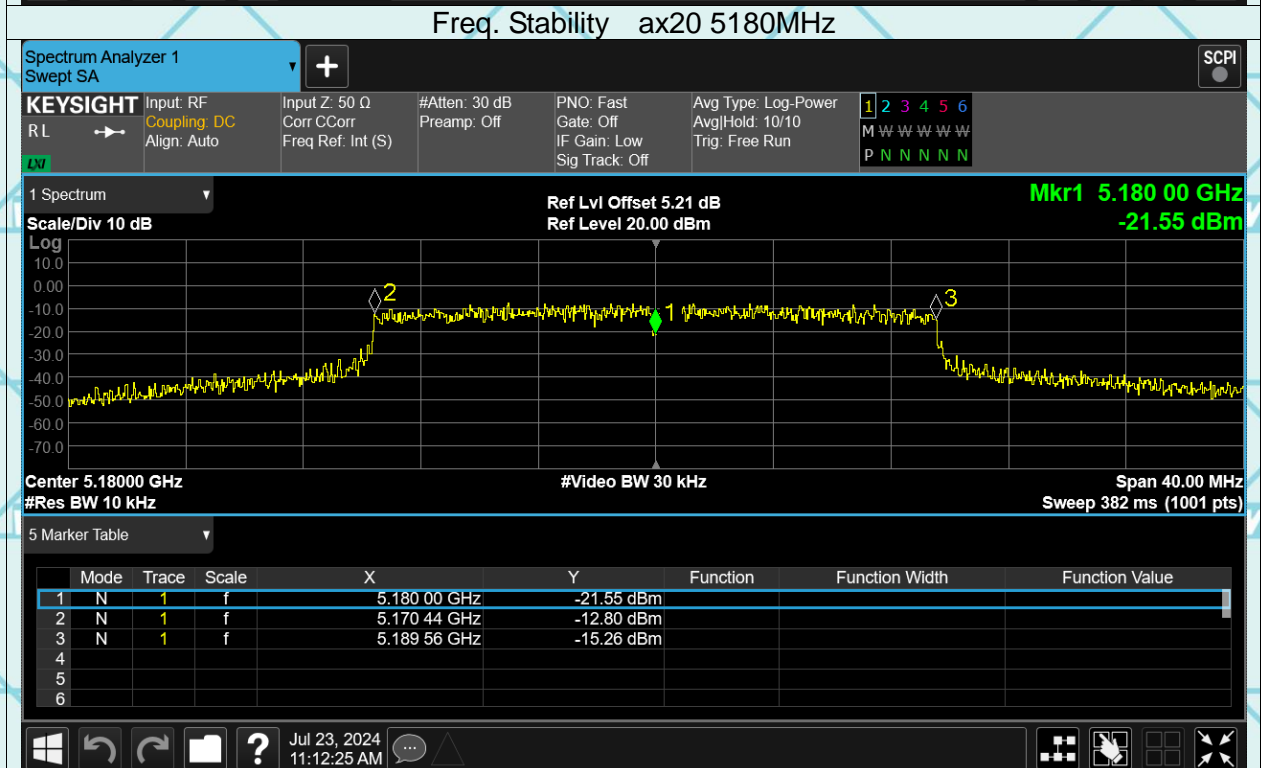 Freq. Stability ax20 5180MHz
Spectrum Analyzer 1
Swept SA
+
SCPI
KEYSIGHT
R L
LXI
Input: RF
Coupling: DC
Align: Auto
Input Z: 50 Ω
Corr CCorr
Freq Ref: Int (S)
#Atten: 30 dB
Preamp: Off
PNO: Fast
Gate: Off
IF Gain: Low
Sig Track: Off
Avg Type: Log-Power
Avg|Hold: 10/10
Trig: Free Run
1 2 3 4 5 6
M W W W W W
P N N N N N
1 Spectrum
Scale/Div 10 dB
Ref Lvl Offset 5.21 dB
Ref Level 20.00 dBm
Mkr1 5.180 00 GHz
-21.55 dBm
Log
10.0
0.00
-10.0
-20.0
-30.0
-40.0
-50.0
-60.0
-70.0
2
1
3
Center 5.18000 GHz
#Res BW 10 kHz
#Video BW 30 kHz
Span 40.00 MHz
Sweep 382 ms (1001 pts)
5 Marker Table
Mode Trace Scale X Y Function Function Width Function Value
1 N 1 f 5.180 00 GHz -21.55 dBm
2 N 1 f 5.170 44 GHz -12.80 dBm
3 N 1 f 5.189 56 GHz -15.26 dBm
4
5
6
?
Jul 23, 2024
11:12:25 AM